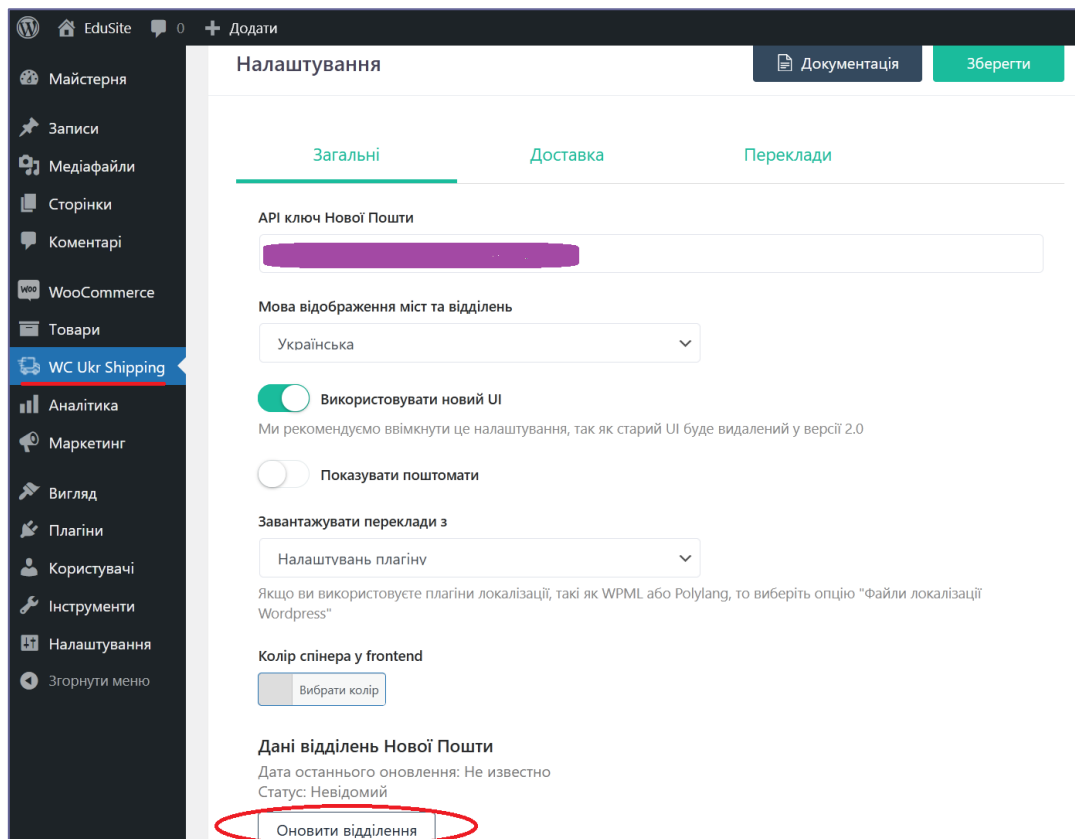 EduSite 0 Додати
Майстерня
Записи
Медіафайли
Сторінки
Коментарі
WOO WooCommerce
Товари
WC Ukr Shipping
Аналітика
Маркетинг
Вигляд
Плагіни
Користувачі
Інструменти
Налаштування
Згорнути меню
Налаштування
Документація
Зберегти
Загальні Доставка Переклади
API ключ Нової Пошти
Мова відображення міст та відділень
Українська
Використовувати новий UI
Ми рекомендуємо ввімкнути це налаштування, так як старий UI буде видалений у версії 2.0
Показувати поштомати
Завантажувати переклади з
Налаштувань плагіну
Якщо ви використовуєте плагіни локалізації, такі як WPML або Polylang, то виберіть опцію "Файли локалізації
Wordpress"
Колір спінера у frontend
Вибрати колір
Дані відділень Нової Пошти
Дата останнього оновлення: Не известно
Статус: Невідомий
Оновити відділення